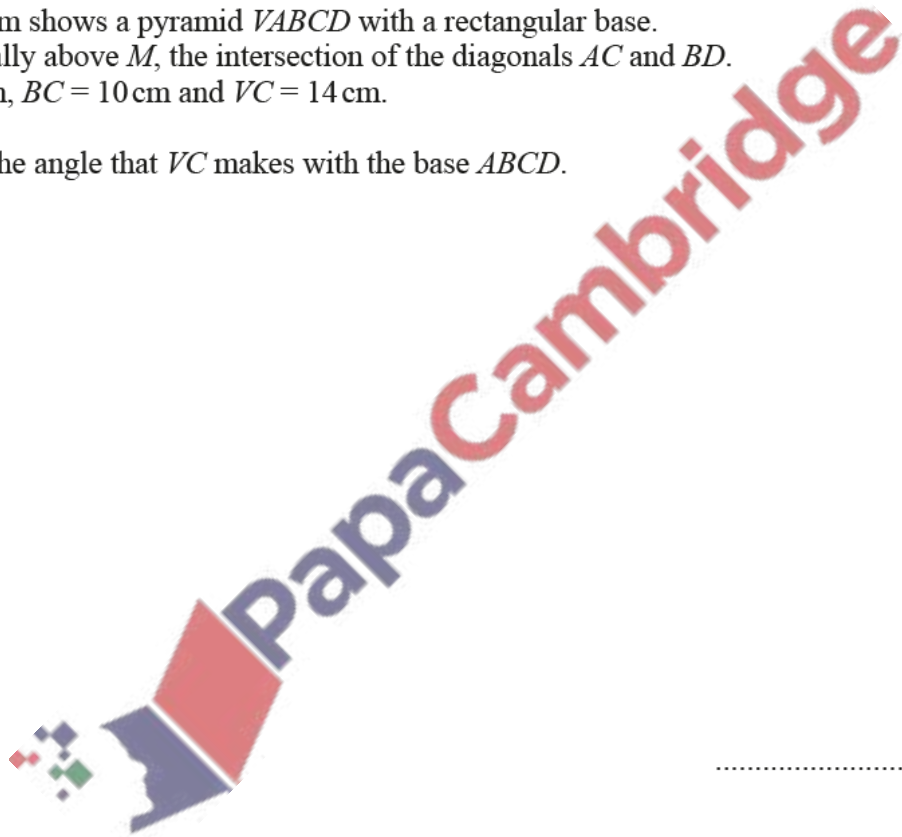 m shows a pyramid VABCD with a rectangular base.
ally above M, the intersection of the diagonals AC and BD.
, BC = 10 cm and VC = 14 cm.
he angle that VC makes with the base ABCD.
PapaCambridge